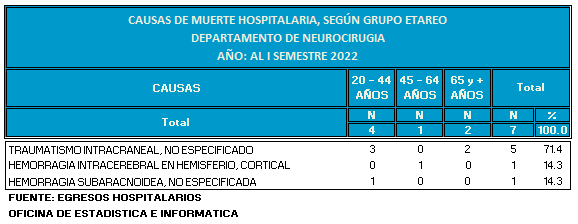 CAUSAS DE MUERTE HOSPITALARIA, SEGÚN GRUPO ETAREO
DEPARTAMENTO DE NEUROCIRUGIA
AÑO: AL I SEMESTRE 2022
CAUSAS 20 - 44 AÑOS 45 - 64 AÑOS 65 y + AÑOS Total
Total N N N N %
4 1 2 7 100.0
TRAUMATISMO INTRACRANEAL, NO ESPECIFICADO 3 0 2 5 71.4
HEMORRAGIA INTRACEREBRAL EN HEMISFERIO, CORTICAL 0 1 0 1 14.3
HEMORRAGIA SUBARACNOIDEA, NO ESPECIFICADA 1 0 0 1 14.3
FUENTE: EGRESOS HOSPITALARIOS
OFICINA DE ESTADISTICA E INFORMATICA